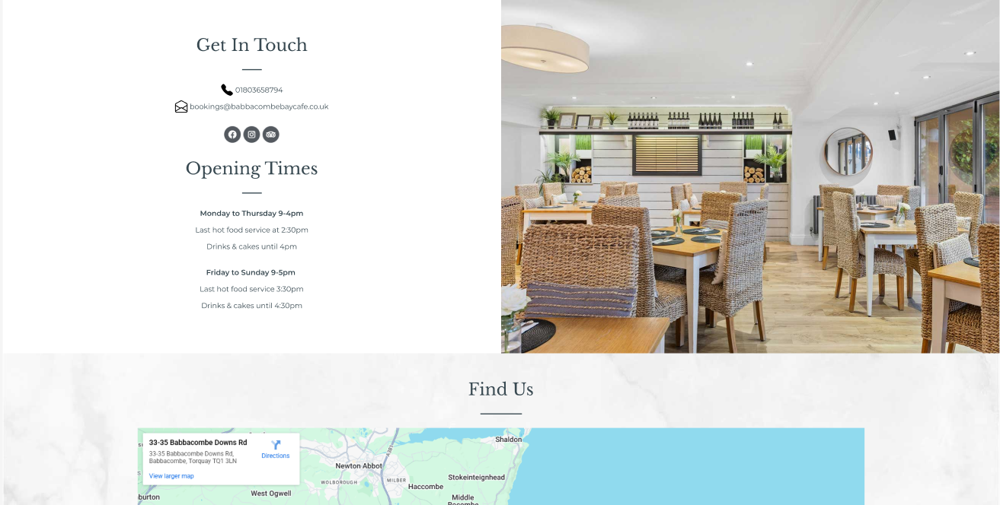 Get In Touch
01803658794
bookings@babbacombebaycafe.co.uk
Opening Times
Monday to Thursday 9-4pm
Last hot food service at 2:30pm
Drinks & cakes until 4pm
Friday to Sunday 9-5pm
Last hot food service 3:30pm
Drinks & cakes until 4:30pm
Find Us
33-35 Babbacombe Downs Rd
33-35 Babbacombe Downs Rd,
Babbacombe, Torquay TQ1 3LN
Directions
View larger map
Shaldon
A381
Newton Abbot
WOLBOROUGH
MILBER
Haccombe
Stokeinteignhead
West Ogwell
Middle
burton